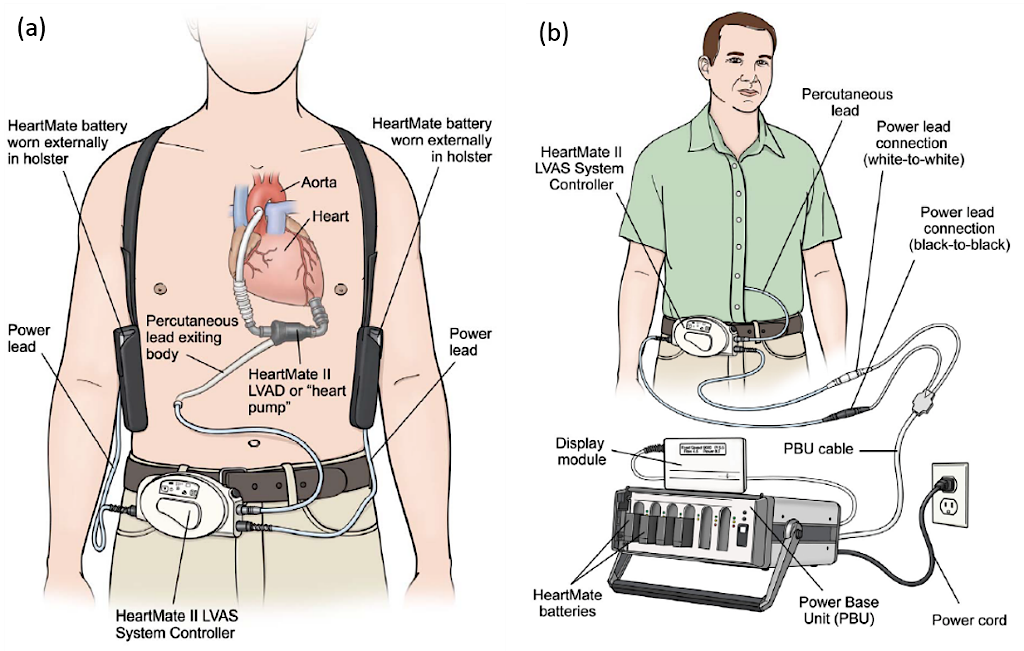 (a)
HeartMate battery
worn externally
in holster
HeartMate battery
worn externally
in holster
Aorta
Heart
Power
lead
Percutaneous
lead exiting
body
Power
lead
HeartMate II
LVAD or “heart
pump”
HeartMate II LVAS
System Controller
(b)
Percutaneous
lead
Power lead
connection
(white-to-white)
HeartMate II
LVAS System
Controller
Power lead
connection
(black-to-black)
Display
module
PBU cable
HeartMate
batteries
Power Base
Unit (PBU)
Power cord